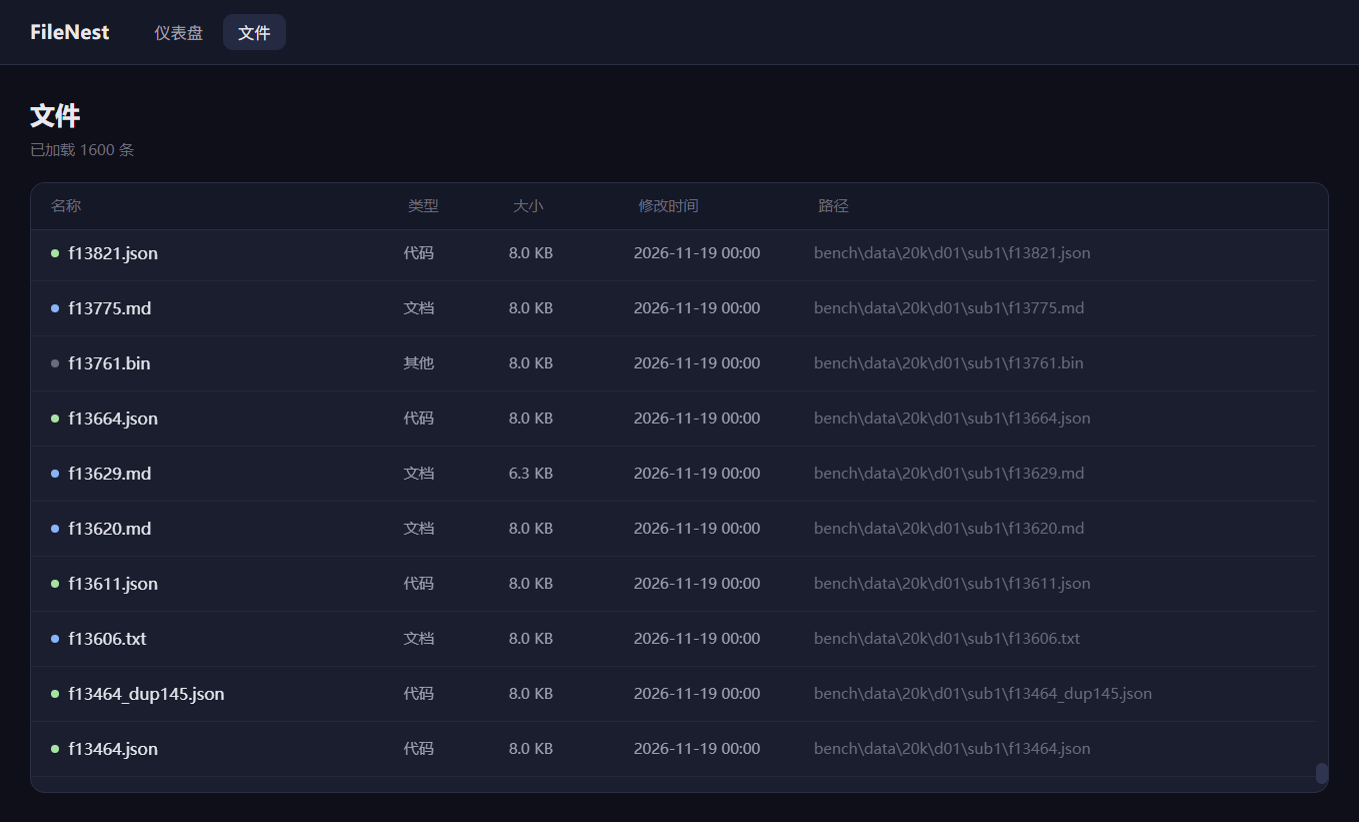 FileNest 仪表盘 文件
文件
已加载 1600 条
名称 类型 大小 修改时间 路径
f13821.json 代码 8.0 KB 2026-11-19 00:00 bench\data\20k\d01\sub1\f13821.json
f13775.md 文档 8.0 KB 2026-11-19 00:00 bench\data\20k\d01\sub1\f13775.md
f13761.bin 其他 8.0 KB 2026-11-19 00:00 bench\data\20k\d01\sub1\f13761.bin
f13664.json 代码 8.0 KB 2026-11-19 00:00 bench\data\20k\d01\sub1\f13664.json
f13629.md 文档 6.3 KB 2026-11-19 00:00 bench\data\20k\d01\sub1\f13629.md
f13620.md 文档 8.0 KB 2026-11-19 00:00 bench\data\20k\d01\sub1\f13620.md
f13611.json 代码 8.0 KB 2026-11-19 00:00 bench\data\20k\d01\sub1\f13611.json
f13606.txt 文档 8.0 KB 2026-11-19 00:00 bench\data\20k\d01\sub1\f13606.txt
f13464_dup145.json 代码 8.0 KB 2026-11-19 00:00 bench\data\20k\d01\sub1\f13464_dup145.json
f13464.json 代码 8.0 KB 2026-11-19 00:00 bench\data\20k\d01\sub1\f13464.json